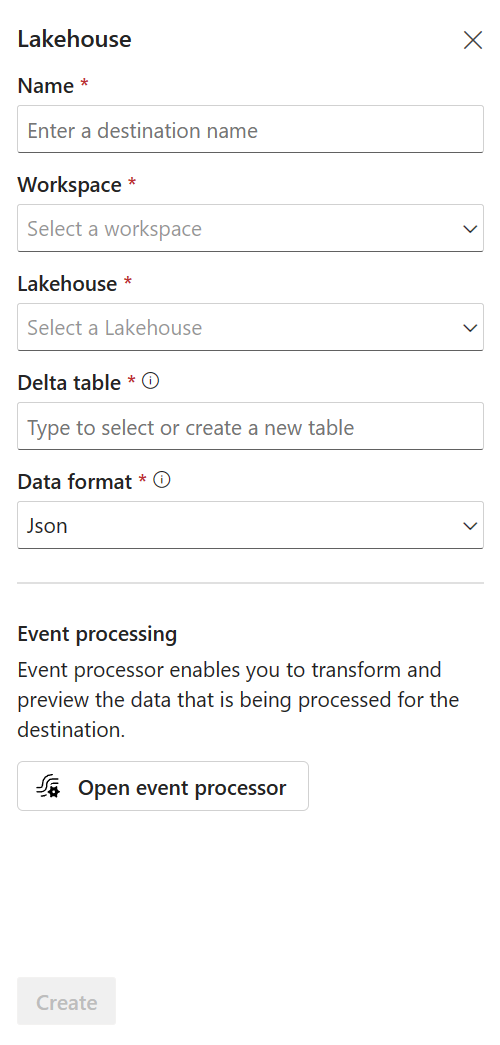 Lakehouse
Name *
Enter a destination name
Workspace *
Select a workspace
Lakehouse *
Select a Lakehouse
Delta table *
Type to select or create a new table
Data format *
Json
Event processing
Event processor enables you to transform and
preview the data that is being processed for the
destination.
Open event processor
Create